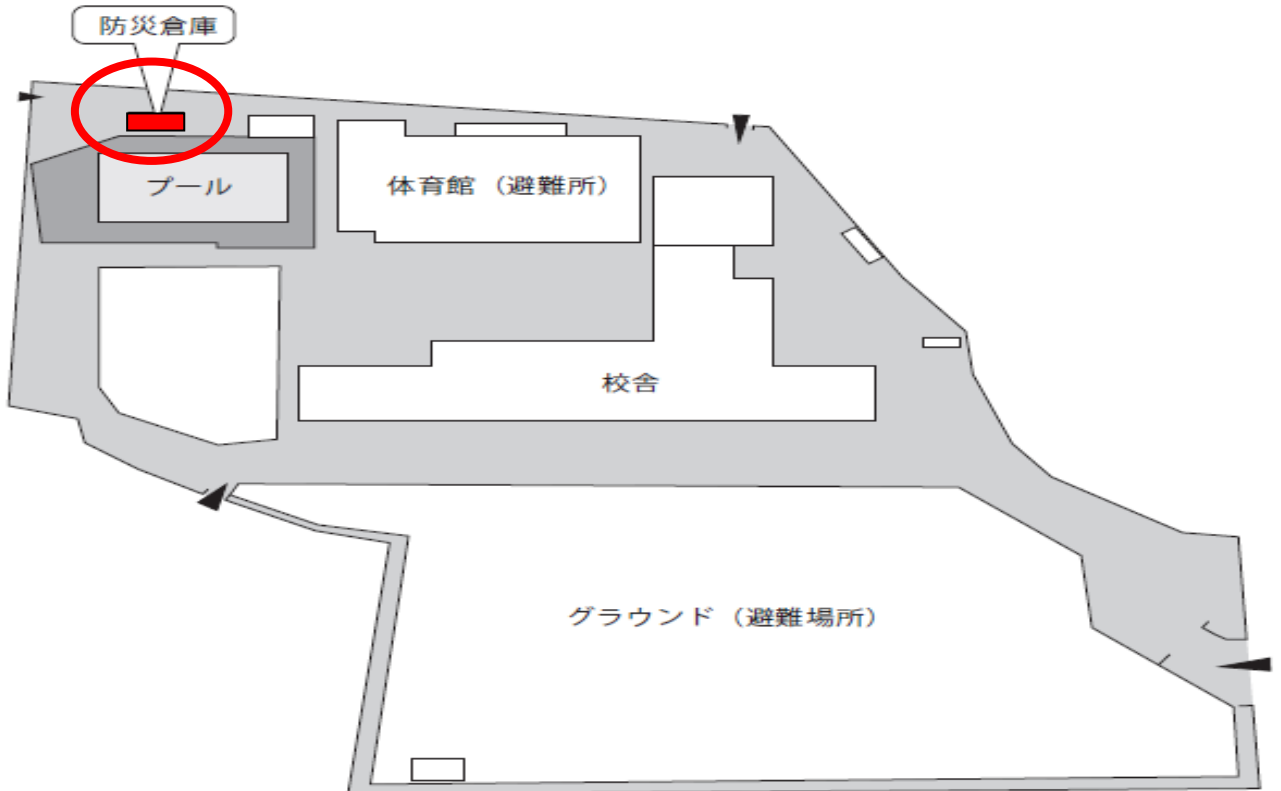 防災倉庫
プール
体育館（避難所）
校舎
グラウンド（避難場所）